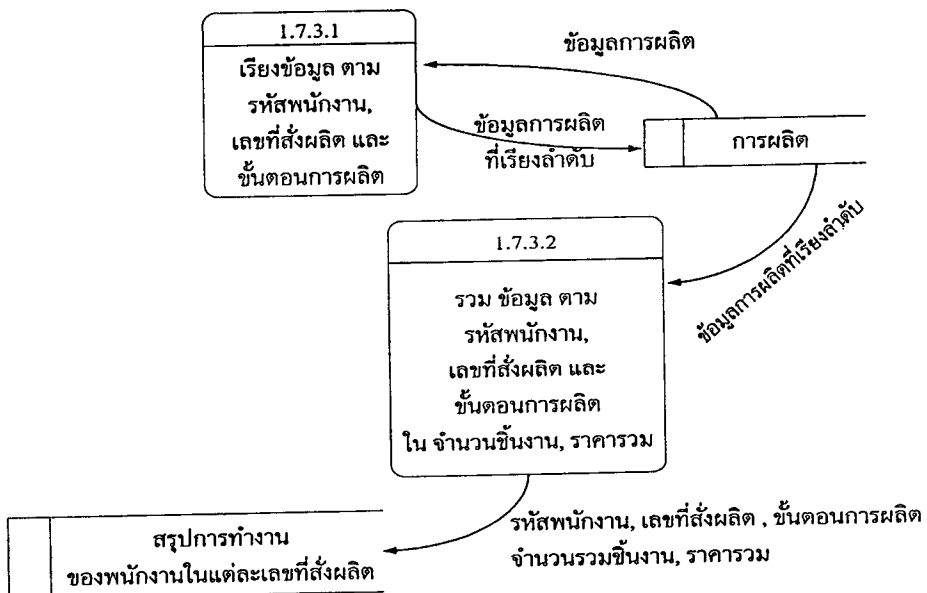 1.7.3.1
เรียงข้อมูล ตาม
รหัสพนักงาน,
เลขที่สั่งผลิต และ
ขั้นตอนการผลิต
ข้อมูลการผลิต
ข้อมูลการผลิต
ที่เรียงลำดับ
การผลิต
ข้อมูลการผลิตที่เรียงลำดับ
1.7.3.2
รวม ข้อมูล ตาม
รหัสพนักงาน,
เลขที่สั่งผลิต และ
ขั้นตอนการผลิต
ใน จำนวนชิ้นงาน, ราคารวม
สรุปการทำงาน
ของพนักงานในแต่ละเลขที่สั่งผลิต
รหัสพนักงาน, เลขที่สั่งผลิต , ขั้นตอนการผลิต
จำนวนรวมชิ้นงาน, ราคารวม